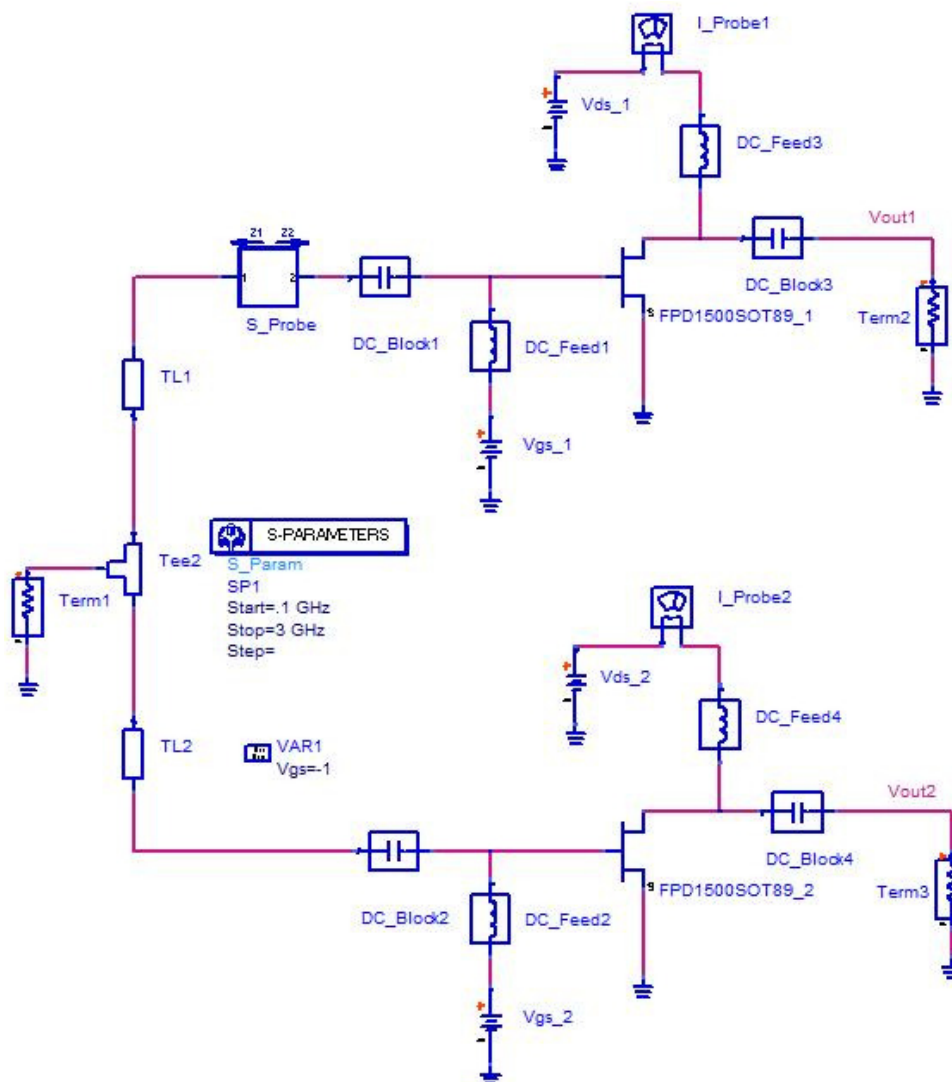 I_Probe1
Vds_1
DC_Feed3
Z1 Z2
1 2
S_Probe
DC_Block1
DC_Feed1
Vgs_1
Vout1
DC_Block3
FPD1500SOT89_1
Term2
TL1
Tee2
Term1
S-PARAMETERS
S_Param
SP1
Start=.1 GHz
Stop=3 GHz
Step=
I_Probe2
Vds_2
DC_Feed4
TL2
VAR1
Vgs=-1
Vout2
DC_Block4
FPD1500SOT89_2
Term3
DC_Block2
DC_Feed2
Vgs_2